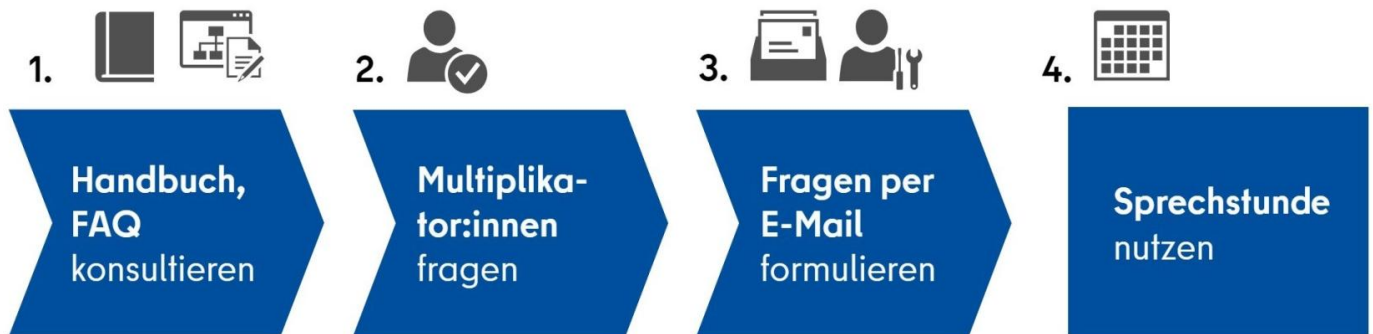 1.
Handbuch,
FAQ
konsultieren
2.
Multiplika-
tor:innen
fragen
3.
Fragen per
E-Mail
formulieren
4.
Sprechstunde
nutzen